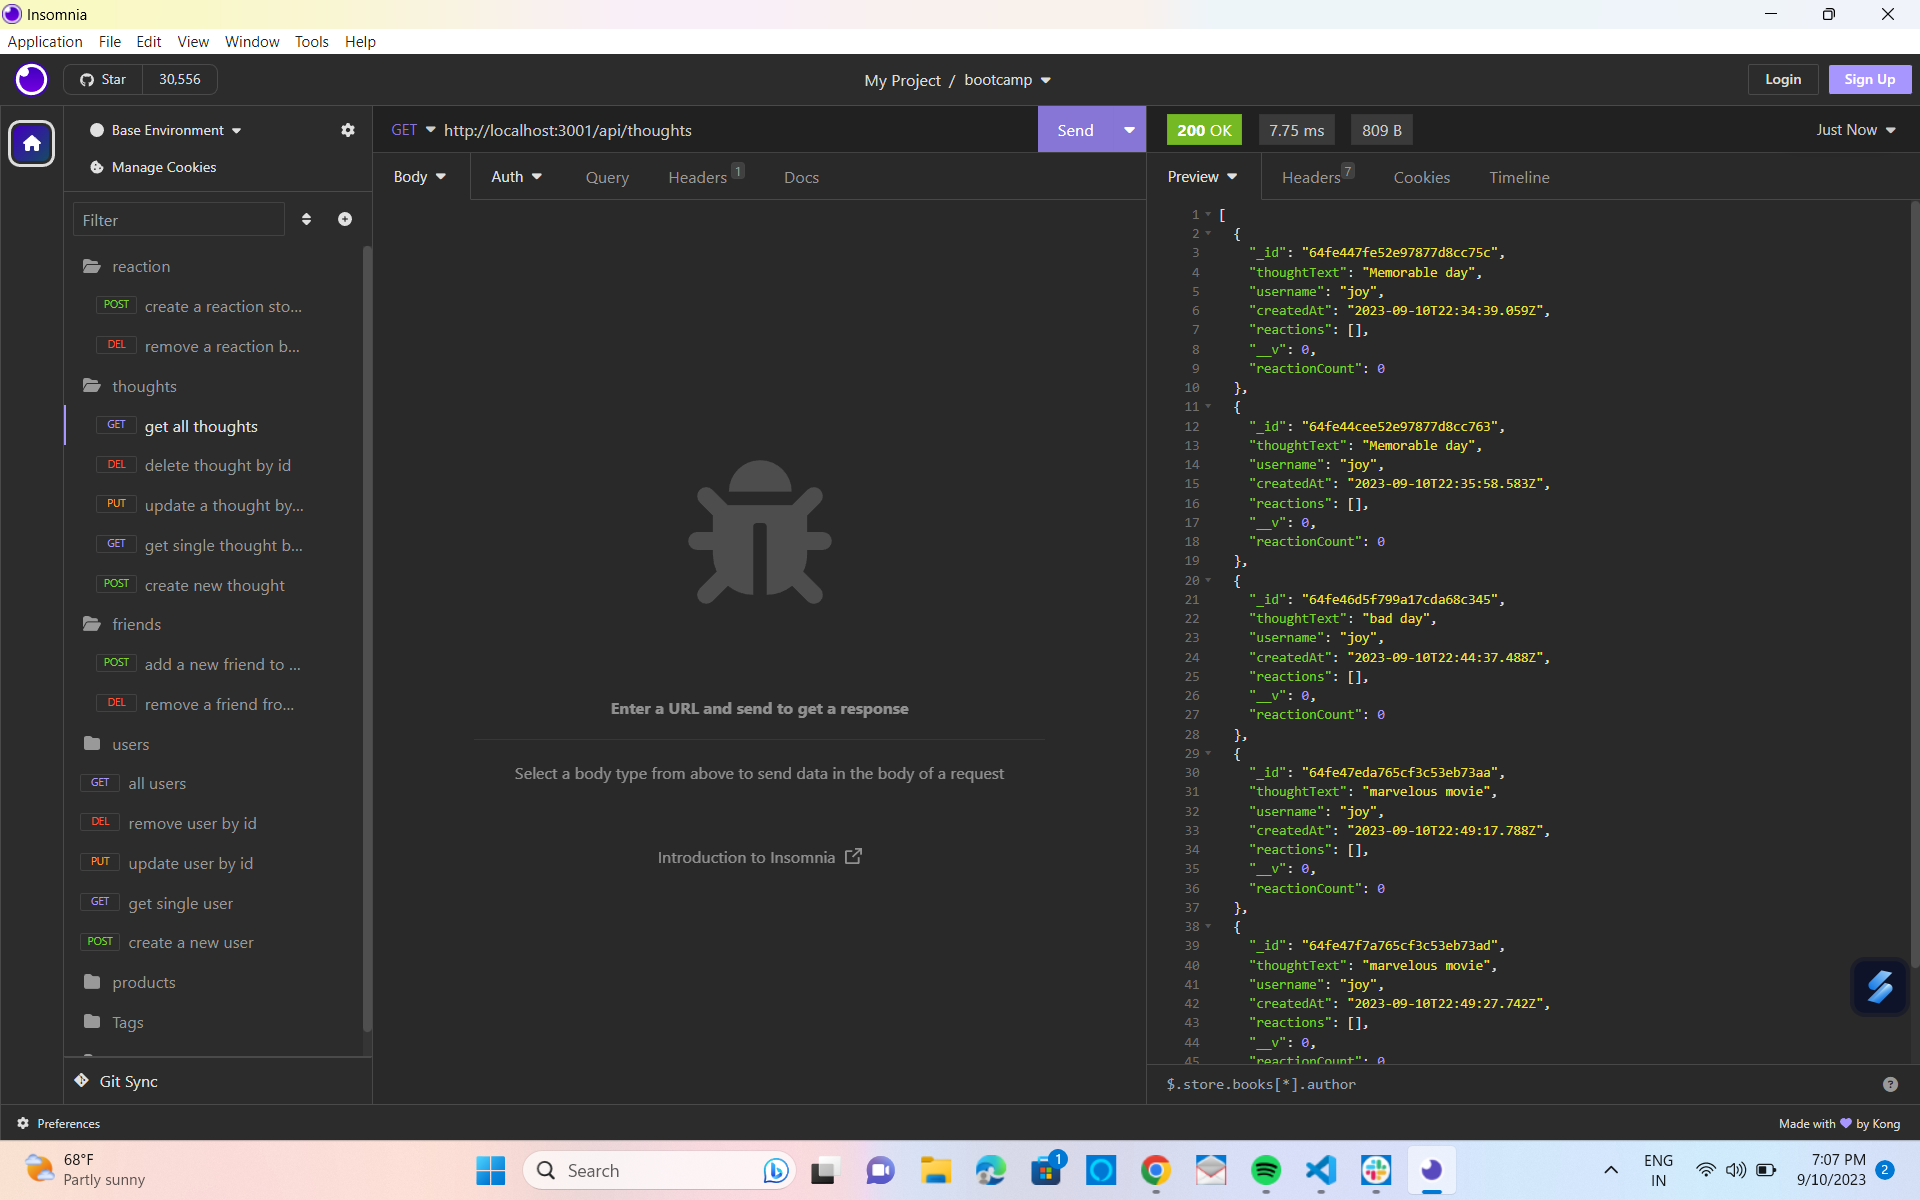 Insomnia
Application File Edit View Window Tools Help
Star 30,556
My Project / bootcamp
Login Sign Up
Base Environment
Manage Cookies
Filter
reaction
POST create a reaction sto...
DEL remove a reaction b...
thoughts
GET get all thoughts
DEL delete thought by id
PUT update a thought by...
GET get single thought b...
POST create new thought
friends
POST add a new friend to ...
DEL remove a friend fro...
users
GET all users
DEL remove user by id
PUT update user by id
GET get single user
POST create a new user
products
Tags
Git Sync
GET http://localhost:3001/api/thoughts Send
Body Auth Query Headers 1 Docs
Enter a URL and send to get a response
Select a body type from above to send data in the body of a request
Introduction to Insomnia
200 OK 7.75 ms 809 B Just Now
Preview Headers 7 Cookies Timeline
1 [
2 {
3 "_id": "64fe447fe52e97877d8cc75c",
4 "thoughtText": "Memorable day",
5 "username": "joy",
6 "createdAt": "2023-09-10T22:34:39.059Z",
7 "reactions": [],
8 "__v": 0,
9 "reactionCount": 0
10 },
11 {
12 "_id": "64fe44cee52e97877d8cc763",
13 "thoughtText": "Memorable day",
14 "username": "joy",
15 "createdAt": "2023-09-10T22:35:58.583Z",
16 "reactions": [],
17 "__v": 0,
18 "reactionCount": 0
19 },
20 {
21 "_id": "64fe46d5f799a17cda68c345",
22 "thoughtText": "bad day",
23 "username": "joy",
24 "createdAt": "2023-09-10T22:44:37.488Z",
25 "reactions": [],
26 "__v": 0,
27 "reactionCount": 0
28 },
29 {
30 "_id": "64fe47eda765cf3c53eb73aa",
31 "thoughtText": "marvelous movie",
32 "username": "joy",
33 "createdAt": "2023-09-10T22:49:17.788Z",
34 "reactions": [],
35 "__v": 0,
36 "reactionCount": 0
37 },
38 {
39 "_id": "64fe47f7a765cf3c53eb73ad",
40 "thoughtText": "marvelous movie",
41 "username": "joy",
42 "createdAt": "2023-09-10T22:49:27.742Z",
43 "reactions": [],
44 "__v": 0,
45 "reactionCount": 0
$.store.books[*].author
Preferences
Made with by Kong
68°F
Partly sunny
Search
1
ENG
IN
7:07 PM
9/10/2023
2